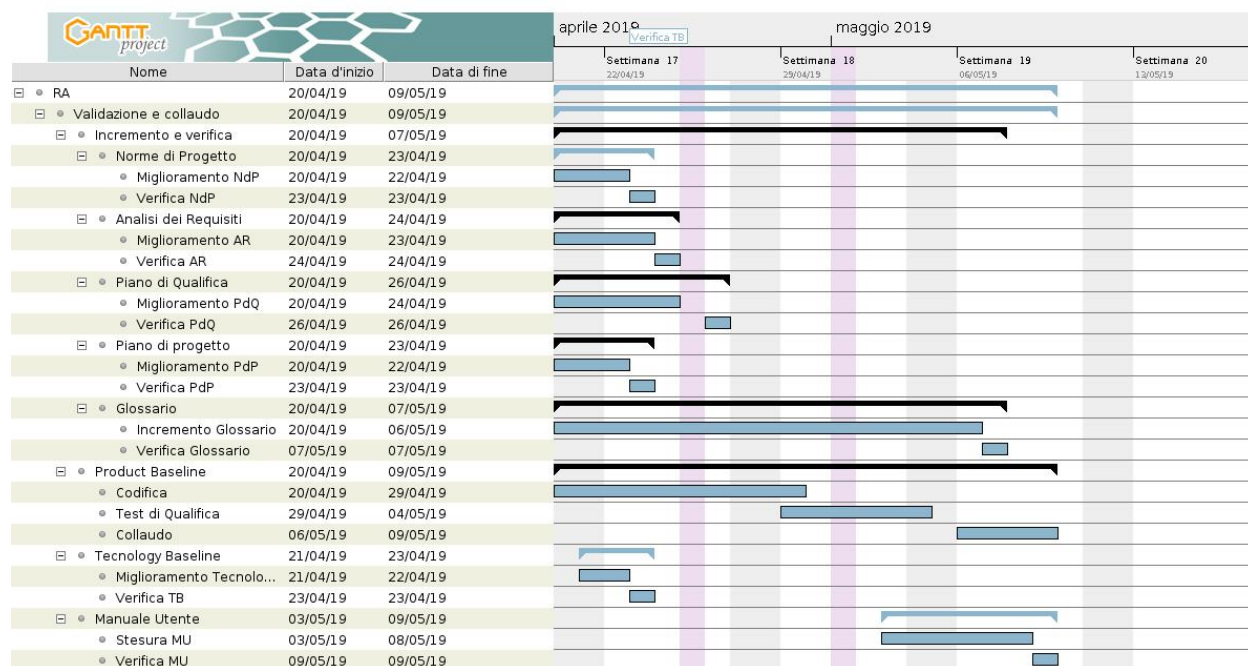 GANTT
project
aprile 2019
maggio 2019
Verifica TB
Settimana 17
Settimana 18
Settimana 19
Settimana 20
22/04/19
29/04/19
06/05/19
12/05/19
Nome Data d'inizio Data di fine
RA 20/04/19 09/05/19
Validazione e collaudo 20/04/19 09/05/19
Incremento e verifica 20/04/19 07/05/19
Norme di Progetto 20/04/19 23/04/19
Miglioramento NdP 20/04/19 22/04/19
Verifica NdP 23/04/19 23/04/19
Analisi dei Requisiti 20/04/19 24/04/19
Miglioramento AR 20/04/19 23/04/19
Verifica AR 24/04/19 24/04/19
Piano di Qualifica 20/04/19 26/04/19
Miglioramento PdQ 20/04/19 24/04/19
Verifica PdQ 26/04/19 26/04/19
Piano di progetto 20/04/19 23/04/19
Miglioramento PdP 20/04/19 22/04/19
Verifica PdP 23/04/19 23/04/19
Glossario 20/04/19 07/05/19
Incremento Glossario 20/04/19 06/05/19
Verifica Glossario 07/05/19 07/05/19
Product Baseline 20/04/19 09/05/19
Codifica 20/04/19 29/04/19
Test di Qualifica 29/04/19 04/05/19
Collaudo 06/05/19 09/05/19
Tecnology Baseline 21/04/19 23/04/19
Miglioramento Tecnolo... 21/04/19 22/04/19
Verifica TB 23/04/19 23/04/19
Manuale Utente 03/05/19 09/05/19
Stesura MU 03/05/19 08/05/19
Verifica MU 09/05/19 09/05/19